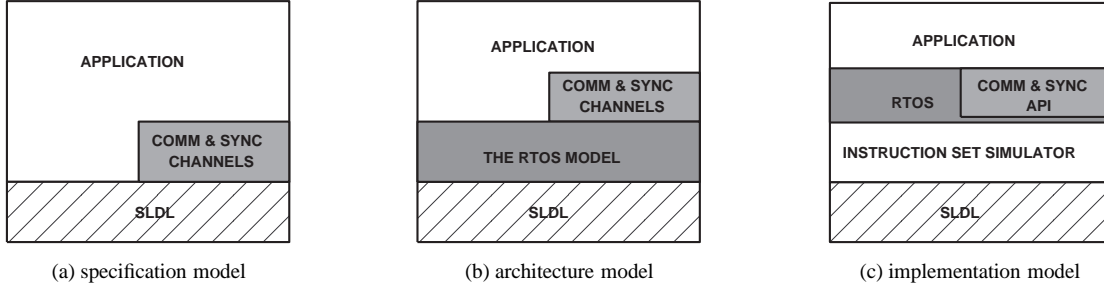 APPLICATION
COMM & SYNC
CHANNELS
SLDL
(a) specification model
APPLICATION
COMM & SYNC
CHANNELS
THE RTOS MODEL
SLDL
(b) architecture model
APPLICATION
RTOS
COMM & SYNC
API
INSTRUCTION SET SIMULATOR
SLDL
(c) implementation model